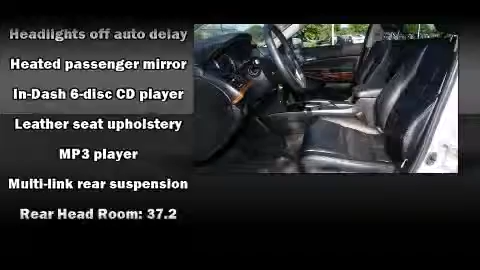 Headlights off auto delay
Heated passenger mirror
In-Dash 6-disc CD player
Leather seat upholstery
MP3 player
Multi-link rear suspension
Rear Head Room: 37.2